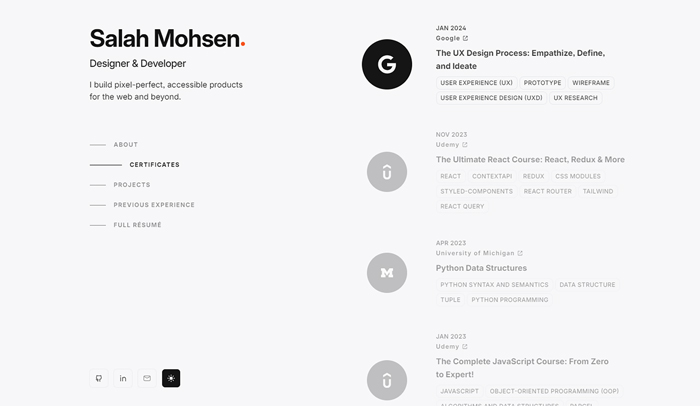 Salah Mohsen.
Designer & Developer
I build pixel-perfect, accessible products
for the web and beyond.
ABOUT
CERTIFICATES
PROJECTS
PREVIOUS EXPERIENCE
FULL RÉSUMÉ
in
JAN 2024
Google
G
The UX Design Process: Empathize, Define,
and Ideate
USER EXPERIENCE (UX) PROTOTYPE WIREFRAME
USER EXPERIENCE DESIGN (UXD) UX RESEARCH
NOV 2023
Udemy
The Ultimate React Course: React, Redux & More
REACT CONTEXTAPI REDUX CSS MODULES
STYLED-COMPONENTS REACT ROUTER TAILWIND
REACT QUERY
APR 2023
University of Michigan
M
Python Data Structures
PYTHON SYNTAX AND SEMANTICS DATA STRUCTURE
TUPLE PYTHON PROGRAMMING
JAN 2023
Udemy
The Complete JavaScript Course: From Zero
to Expert!
JAVASCRIPT OBJECT-ORIENTED PROGRAMMING (OOP)